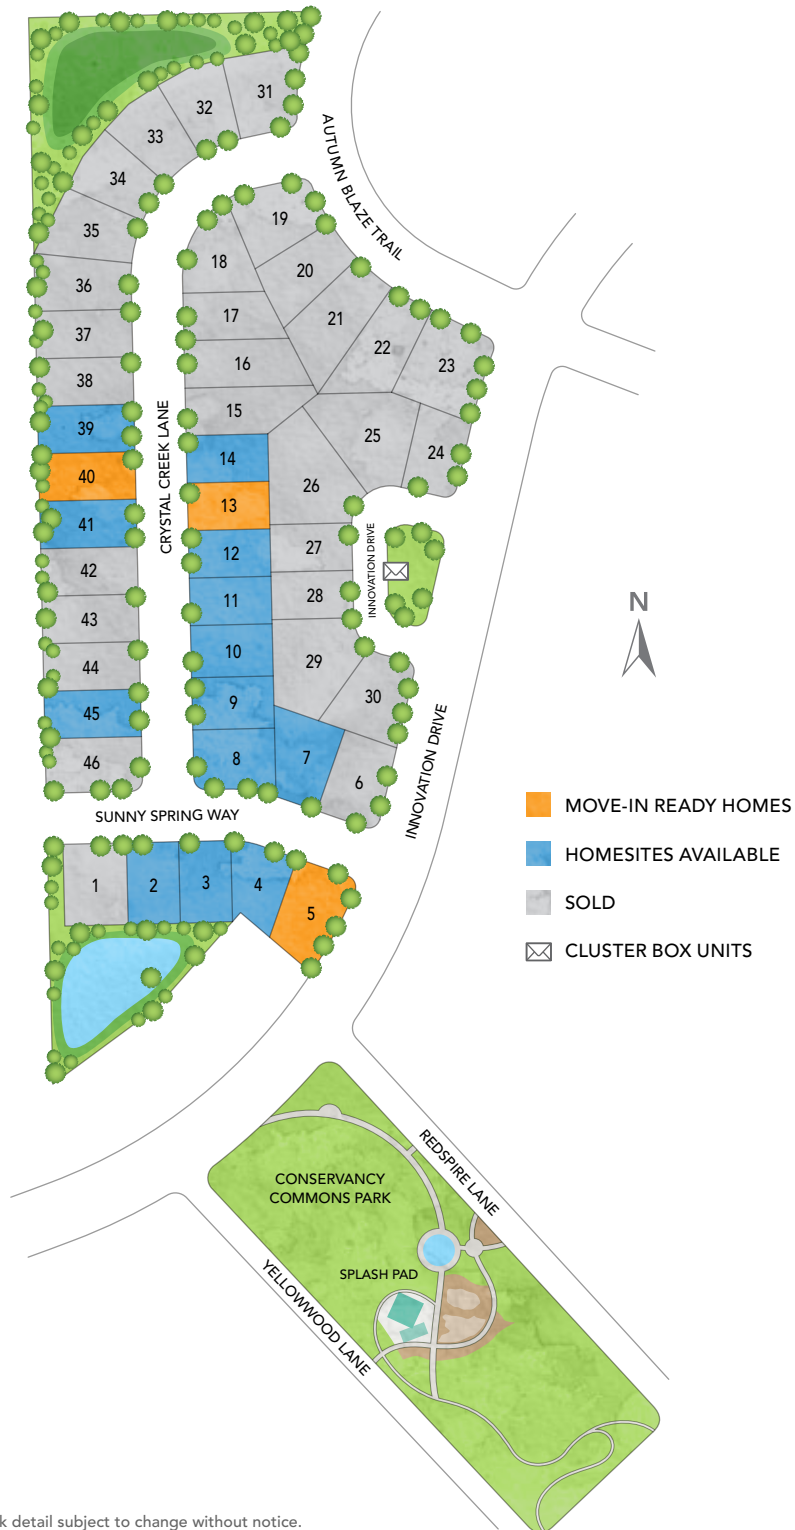 31
32
33
34
AUTUMN BLAZE TRAIL
35
19
18
20
36
17
21
37
22
16
23
38
15
39
25
14
24
40
26
13
CRYSTAL CREEK LANE
41
12
27
INNOVATION DRIVE
42
11
28
43
10
29
44
30
9
45
8
7
6
46
INNOVATION DRIVE
SUNNY SPRING WAY
1
2
3
4
5
N
MOVE-IN READY HOMES
HOMESITES AVAILABLE
SOLD
CLUSTER BOX UNITS
REDSPIRE LANE
CONSERVANCY
COMMONS PARK
SPLASH PAD
YELLOWWOOD LANE
k detail subject to change without notice.